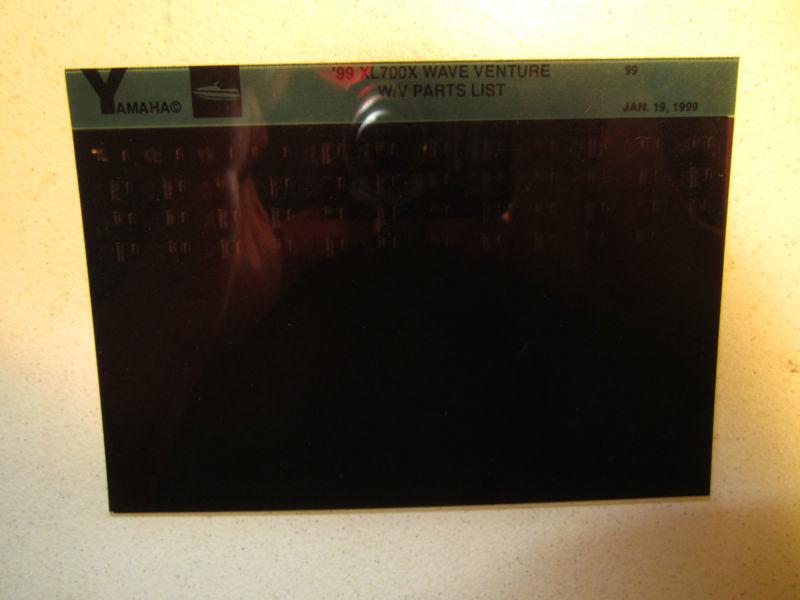 YAMAHA©
'99 XL700X WAVE VENTURE
W/V PARTS LIST
99
JAN. 19, 1999